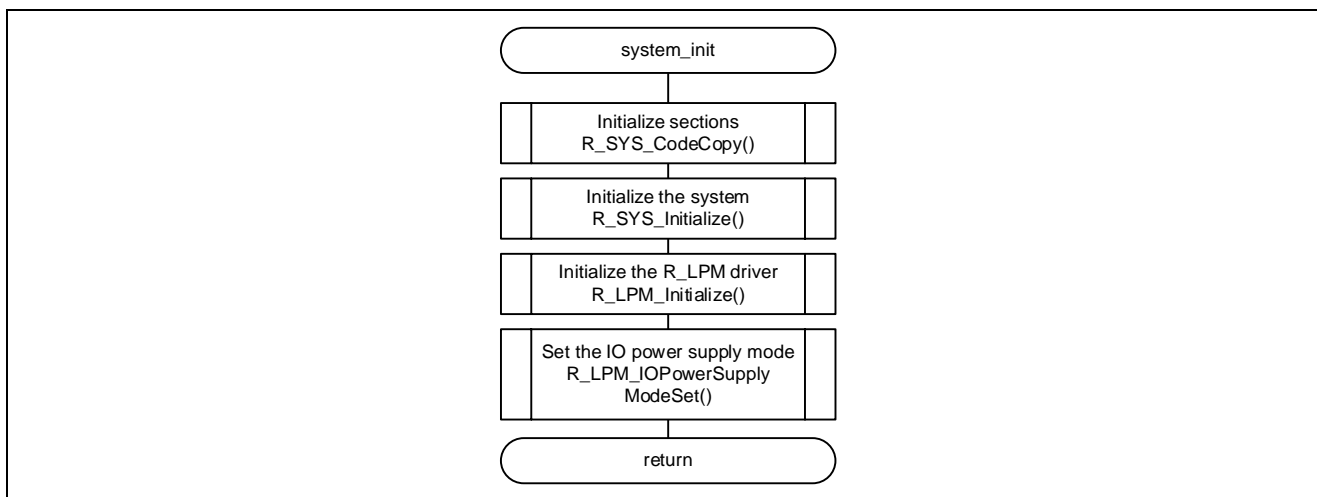 system_init
Initialize sections
R_SYS_CodeCopy()
Initialize the system
R_SYS_Initialize()
Initialize the R_LPM driver
R_LPM_Initialize()
Set the IO power supply mode
R_LPM_IOPowerSupply
ModeSet()
return